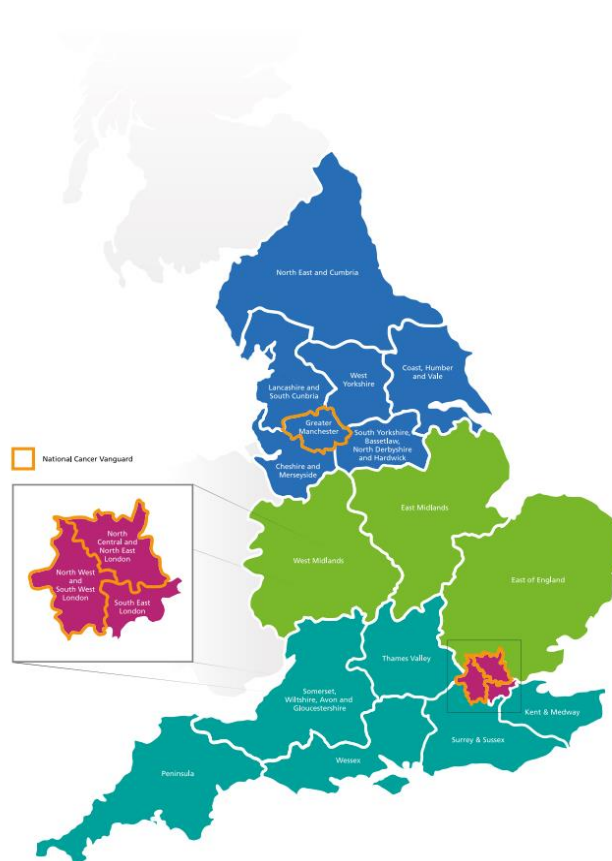 North East and Cumbria
Coast, Humber
and Vale
West
Yorkshire
Lancashire and
South Cunbria
Greater
Manchester
South Yorkshire,
Bassetlaw,
North Derbyshire
and Hardwick
Cheshire and
Merseyside
National Cancer Vanguard
North
Central and
North East
London
North West
and
South West
London
South East
London
East Midlands
West Midlands
East of England
Thames Valley
Somerset,
Wiltshire, Avon and
Gloucestershire
Kent & Medway
Surrey & Sussex
Wessex
Peninsula